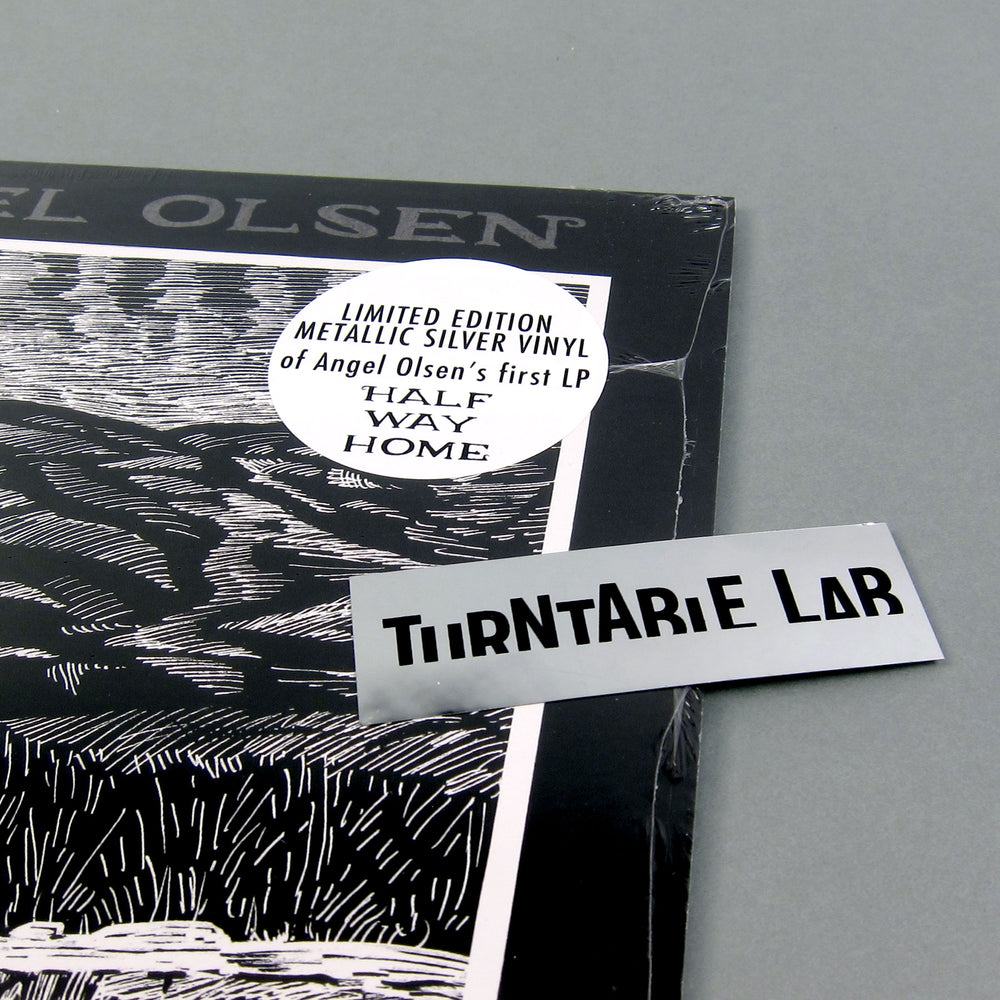 EL OLSEN
LIMITED EDITION
METALLIC SILVER VINYL
of Angel Olsen's first LP
HALF
WAY
HOME
TURNTABLE LAB